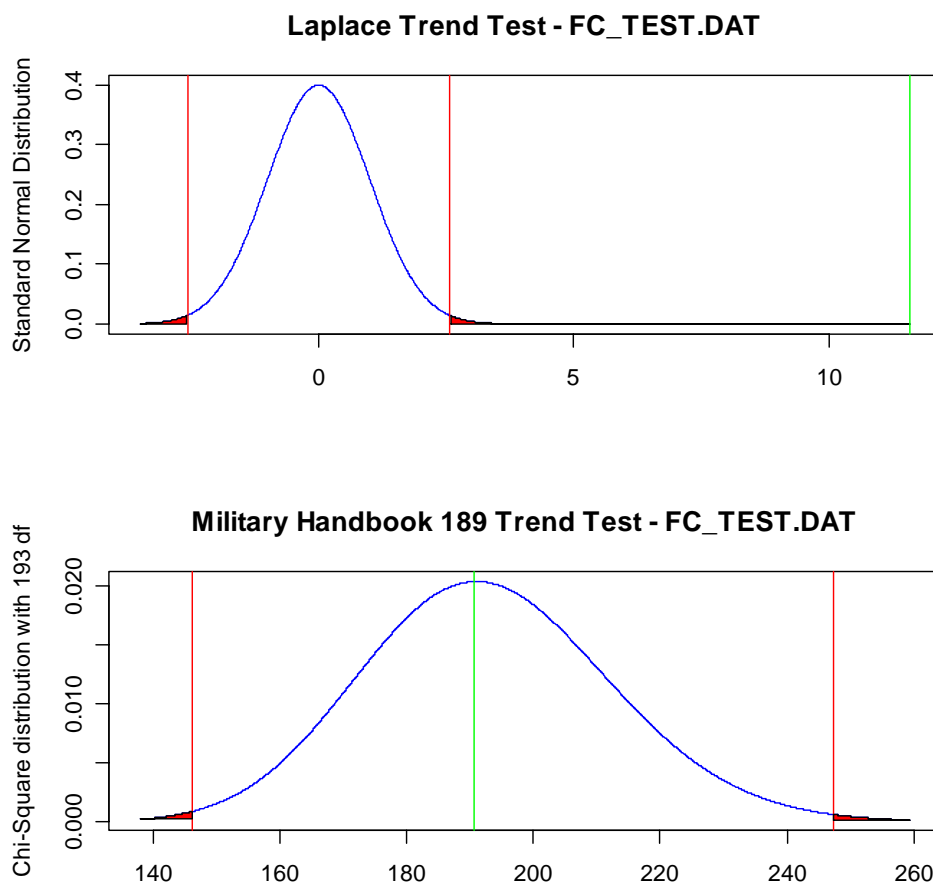 Laplace Trend Test - FC_TEST.DAT
Standard Normal Distribution
0.4
0.3
0.2
0.1
0.0
0 5 10
Military Handbook 189 Trend Test - FC_TEST.DAT
Chi-Square distribution with 193 df
0.020
0.010
0.000
140 160 180 200 220 240 260